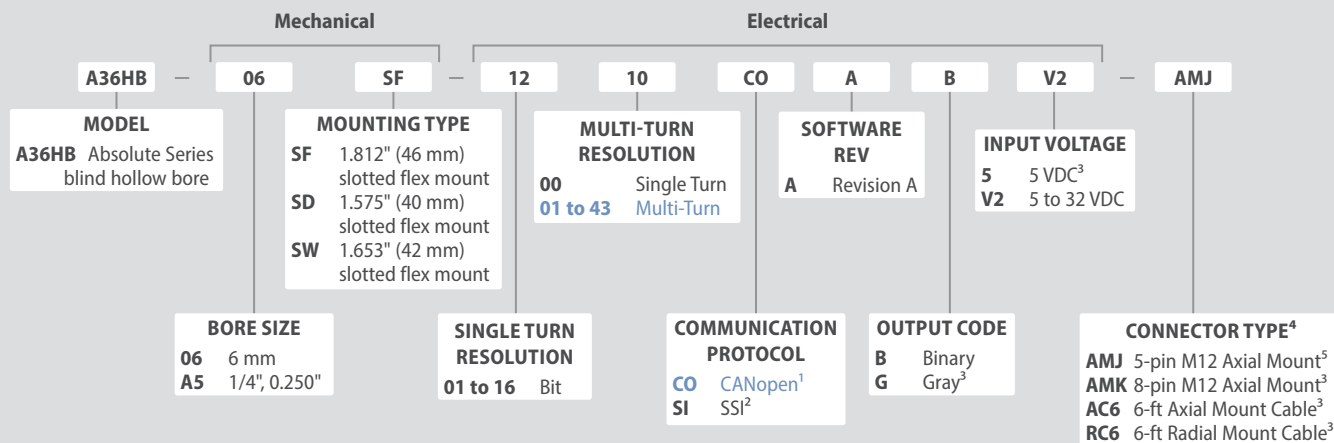 Mechanical
Electrical
A36HB — 06 SF — 12 10 CO A B V2 — AMJ
MODEL
A36HB Absolute Series
blind hollow bore
MOUNTING TYPE
SF 1.812" (46 mm)
slotted flex mount
SD 1.575" (40 mm)
slotted flex mount
SW 1.653" (42 mm)
slotted flex mount
MULTI-TURN
RESOLUTION
00 Single Turn
01 to 43 Multi-Turn
SOFTWARE
REV
A Revision A
INPUT VOLTAGE
5 5 VDC³
V2 5 to 32 VDC
BORE SIZE
06 6 mm
A5 1/4", 0.250"
SINGLE TURN
RESOLUTION
01 to 16 Bit
COMMUNICATION
PROTOCOL
CO CANopen¹
SI SSI²
OUTPUT CODE
B Binary
G Gray³
CONNECTOR TYPE⁴
AMJ 5-pin M12 Axial Mount⁵
AMK 8-pin M12 Axial Mount³
AC6 6-ft Axial Mount Cable³
RC6 6-ft Radial Mount Cable³